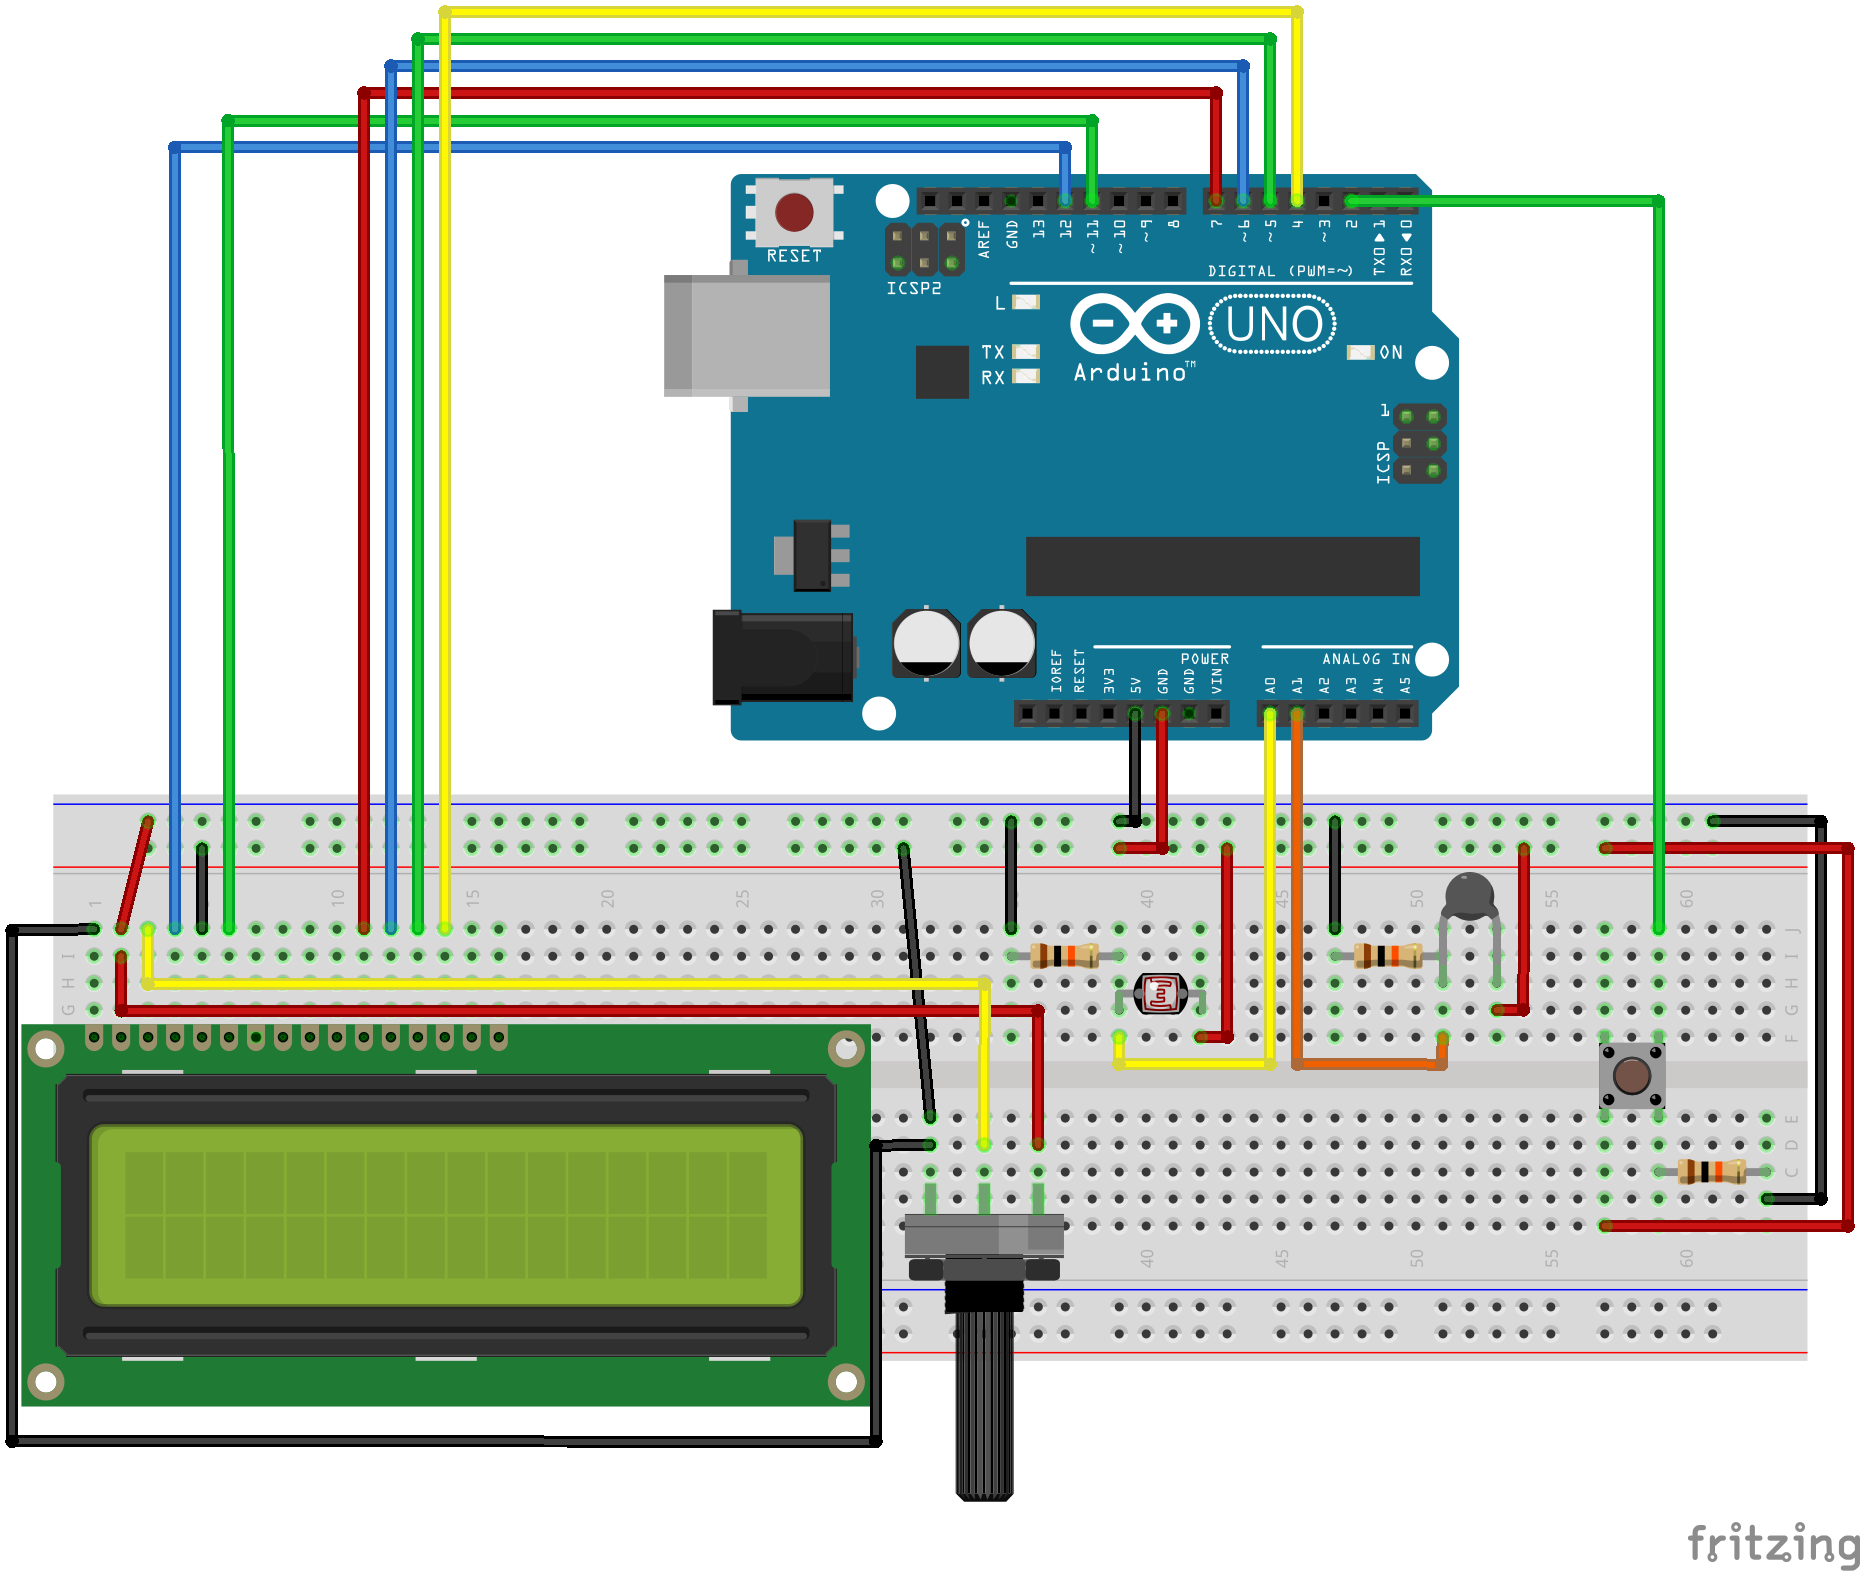 RESET
ICSP2
AREF
GND
13
12
~11
~10
~9
8
7
~6
~5
4
~3
2
TX0▶1
RX0◀0
DIGITAL (PWM=~)
L
TX
RX
UNO
Arduino™
ON
1
ICSP
IOREF
RESET
3V3
5V
GND
GND
VIN
POWER
ANALOG IN
A0
A1
A2
A3
A4
A5
1
10
15
20
25
30
40
45
50
55
60
J
I
H
G
F
I
H
G
E
D
C
40
45
50
55
60
fritzing